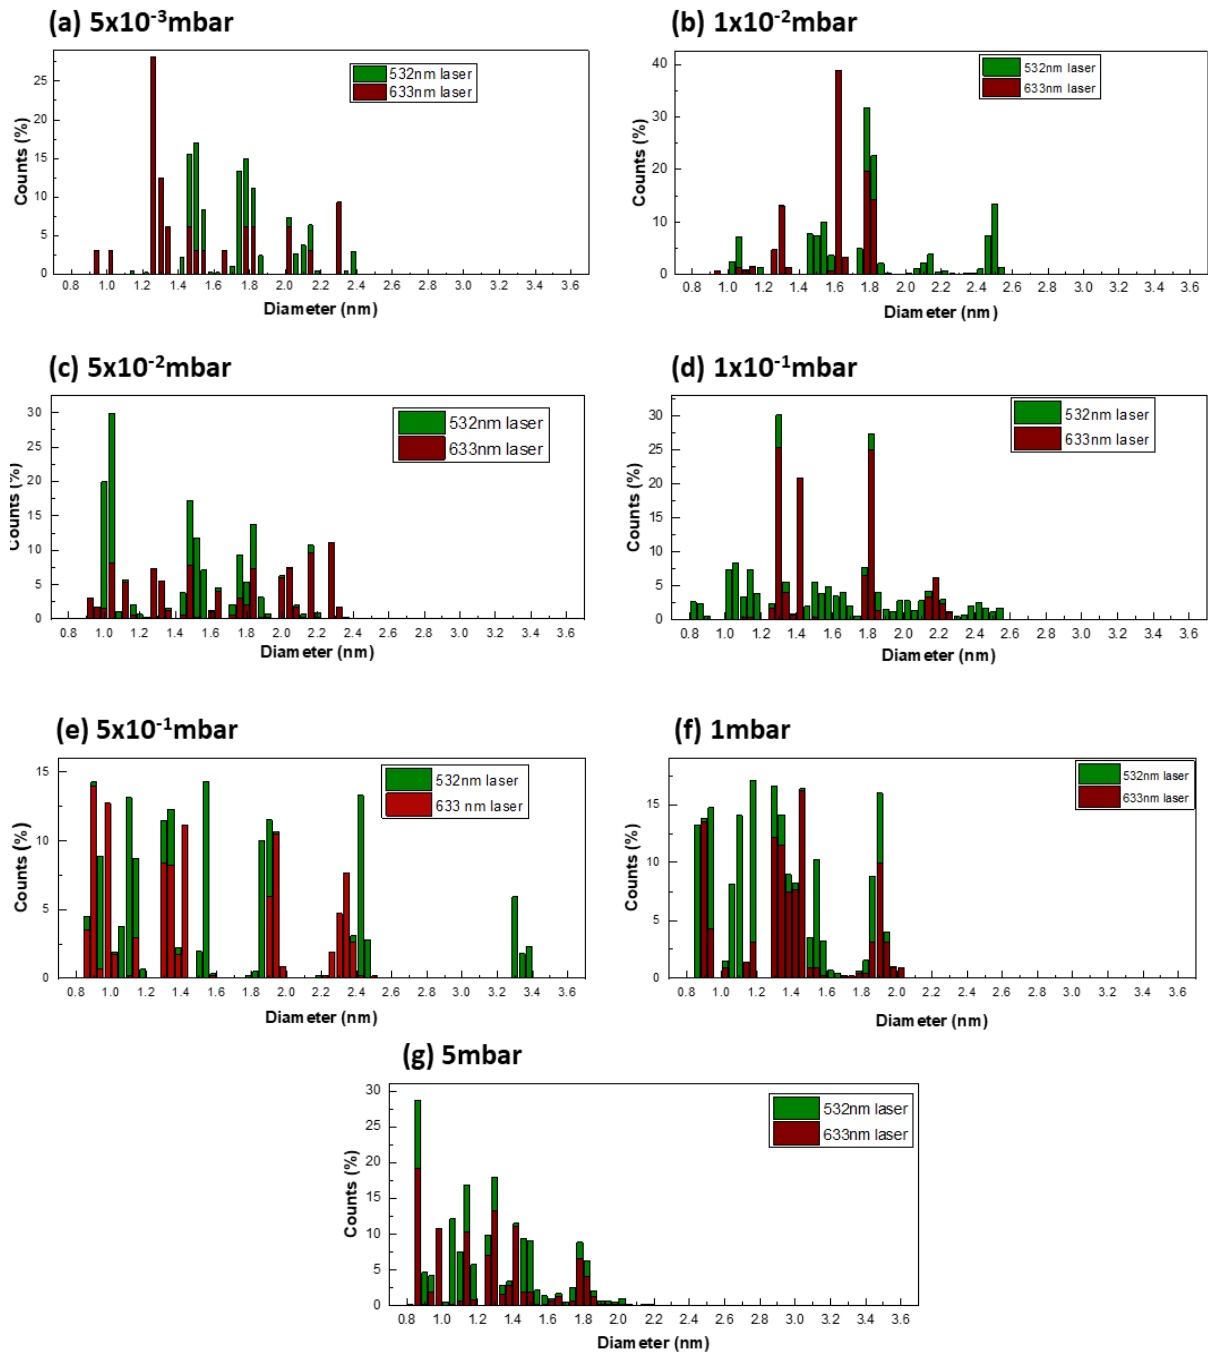 (a) 5x10-3mbar
532nm laser
633nm laser
Counts (%)
25
20
15
10
5
0
0.8 1.0 1.2 1.4 1.6 1.8 2.0 2.2 2.4 2.6 2.8 3.0 3.2 3.4 3.6
Diameter (nm)
(b) 1x10-2mbar
532nm laser
633nm laser
Counts (%)
40
30
20
10
0
0.8 1.0 1.2 1.4 1.6 1.8 2.0 2.2 2.4 2.6 2.8 3.0 3.2 3.4 3.6
Diameter (nm)
(c) 5x10-2mbar
532nm laser
633nm laser
Counts (%)
30
25
20
15
10
5
0
0.8 1.0 1.2 1.4 1.6 1.8 2.0 2.2 2.4 2.6 2.8 3.0 3.2 3.4 3.6
Diameter (nm)
(d) 1x10-1mbar
532nm laser
633nm laser
Counts (%)
30
25
20
15
10
5
0
0.8 1.0 1.2 1.4 1.6 1.8 2.0 2.2 2.4 2.6 2.8 3.0 3.2 3.4 3.6
Diameter (nm)
(e) 5x10-1mbar
532nm laser
633 nm laser
Counts (%)
15
10
5
0
0.8 1.0 1.2 1.4 1.6 1.8 2.0 2.2 2.4 2.6 2.8 3.0 3.2 3.4 3.6
Diameter (nm)
(f) 1mbar
532nm laser
633nm laser
Counts (%)
15
10
5
0
0.8 1.0 1.2 1.4 1.6 1.8 2.0 2.2 2.4 2.6 2.8 3.0 3.2 3.4 3.6
Diameter (nm)
(g) 5mbar
532nm laser
633nm laser
Counts (%)
30
25
20
15
10
5
0
0.8 1.0 1.2 1.4 1.6 1.8 2.0 2.2 2.4 2.6 2.8 3.0 3.2 3.4 3.6
Diameter (nm)